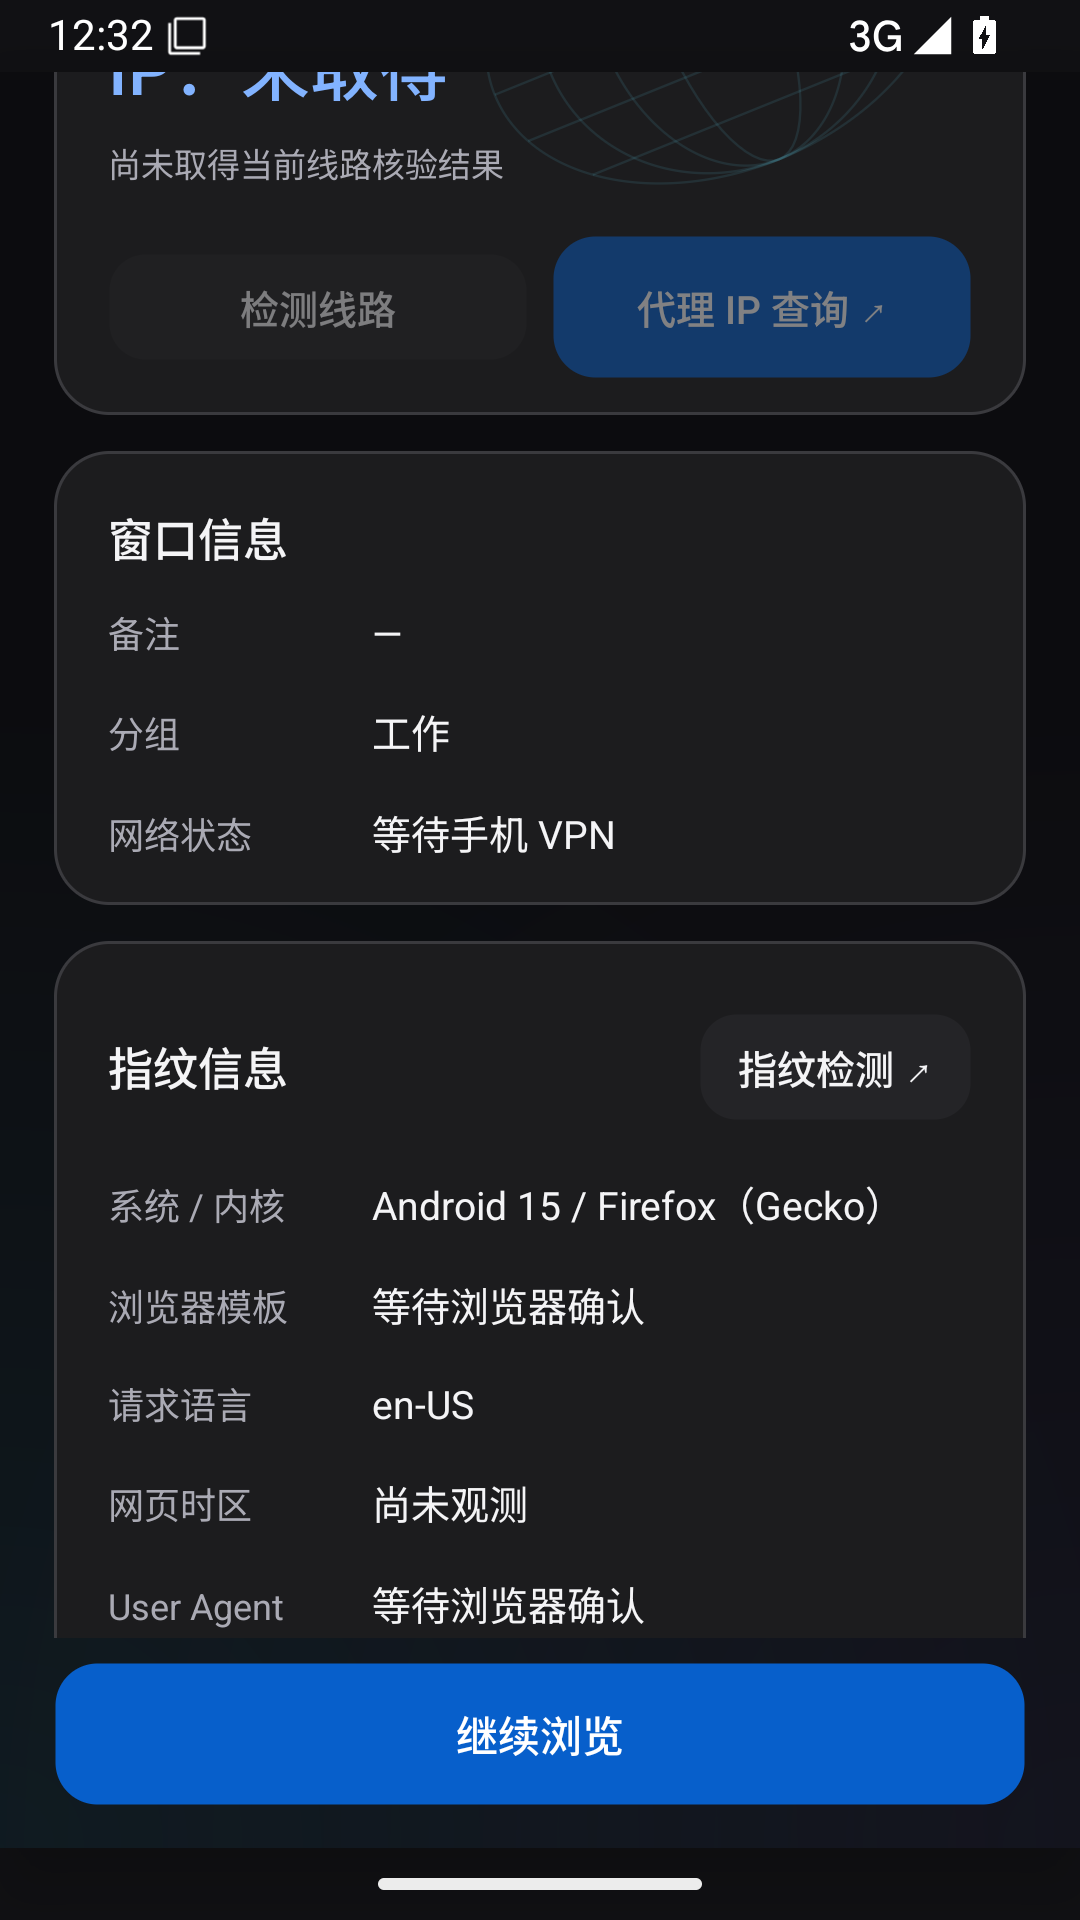 12:32
3G
IP：未取得
尚未取得当前线路核验结果
检测线路
代理 IP 查询 ↗
窗口信息
备注 —
分组 工作
网络状态 等待手机 VPN
指纹信息
指纹检测 ↗
系统 / 内核 Android 15 / Firefox（Gecko）
浏览器模板 等待浏览器确认
请求语言 en-US
网页时区 尚未观测
User Agent 等待浏览器确认
继续浏览